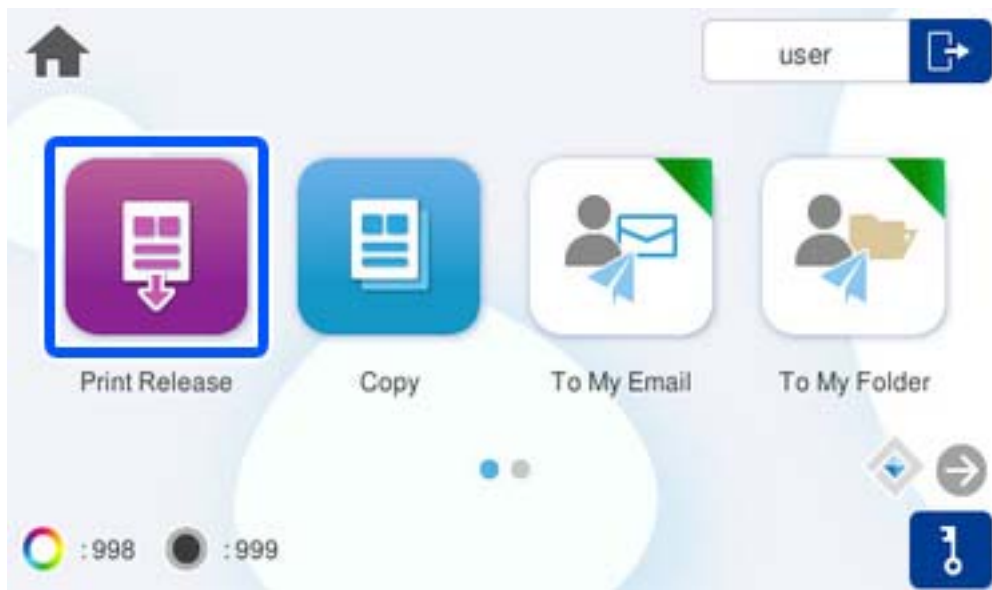 user
Print Release
Copy
To My Email
To My Folder
:998
:999